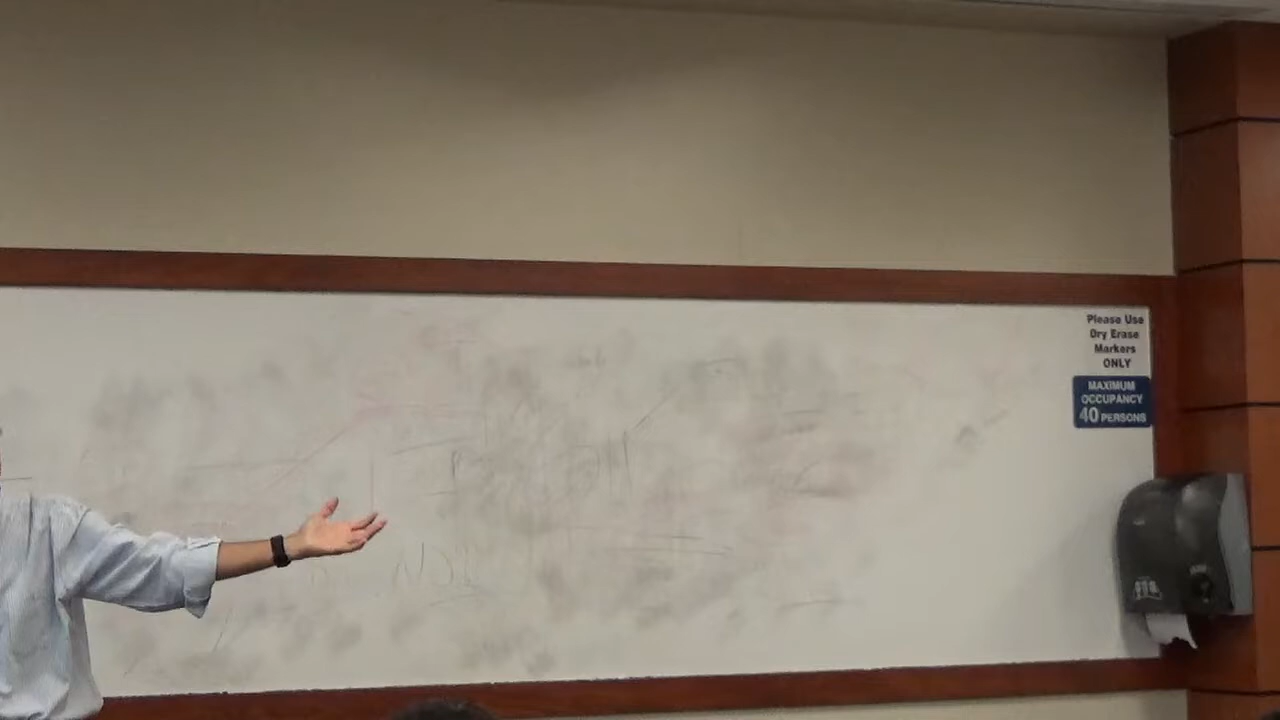 Please Use
Dry Erase
Markers
ONLY
MAXIMUM
OCCUPANCY
40 PERSONS